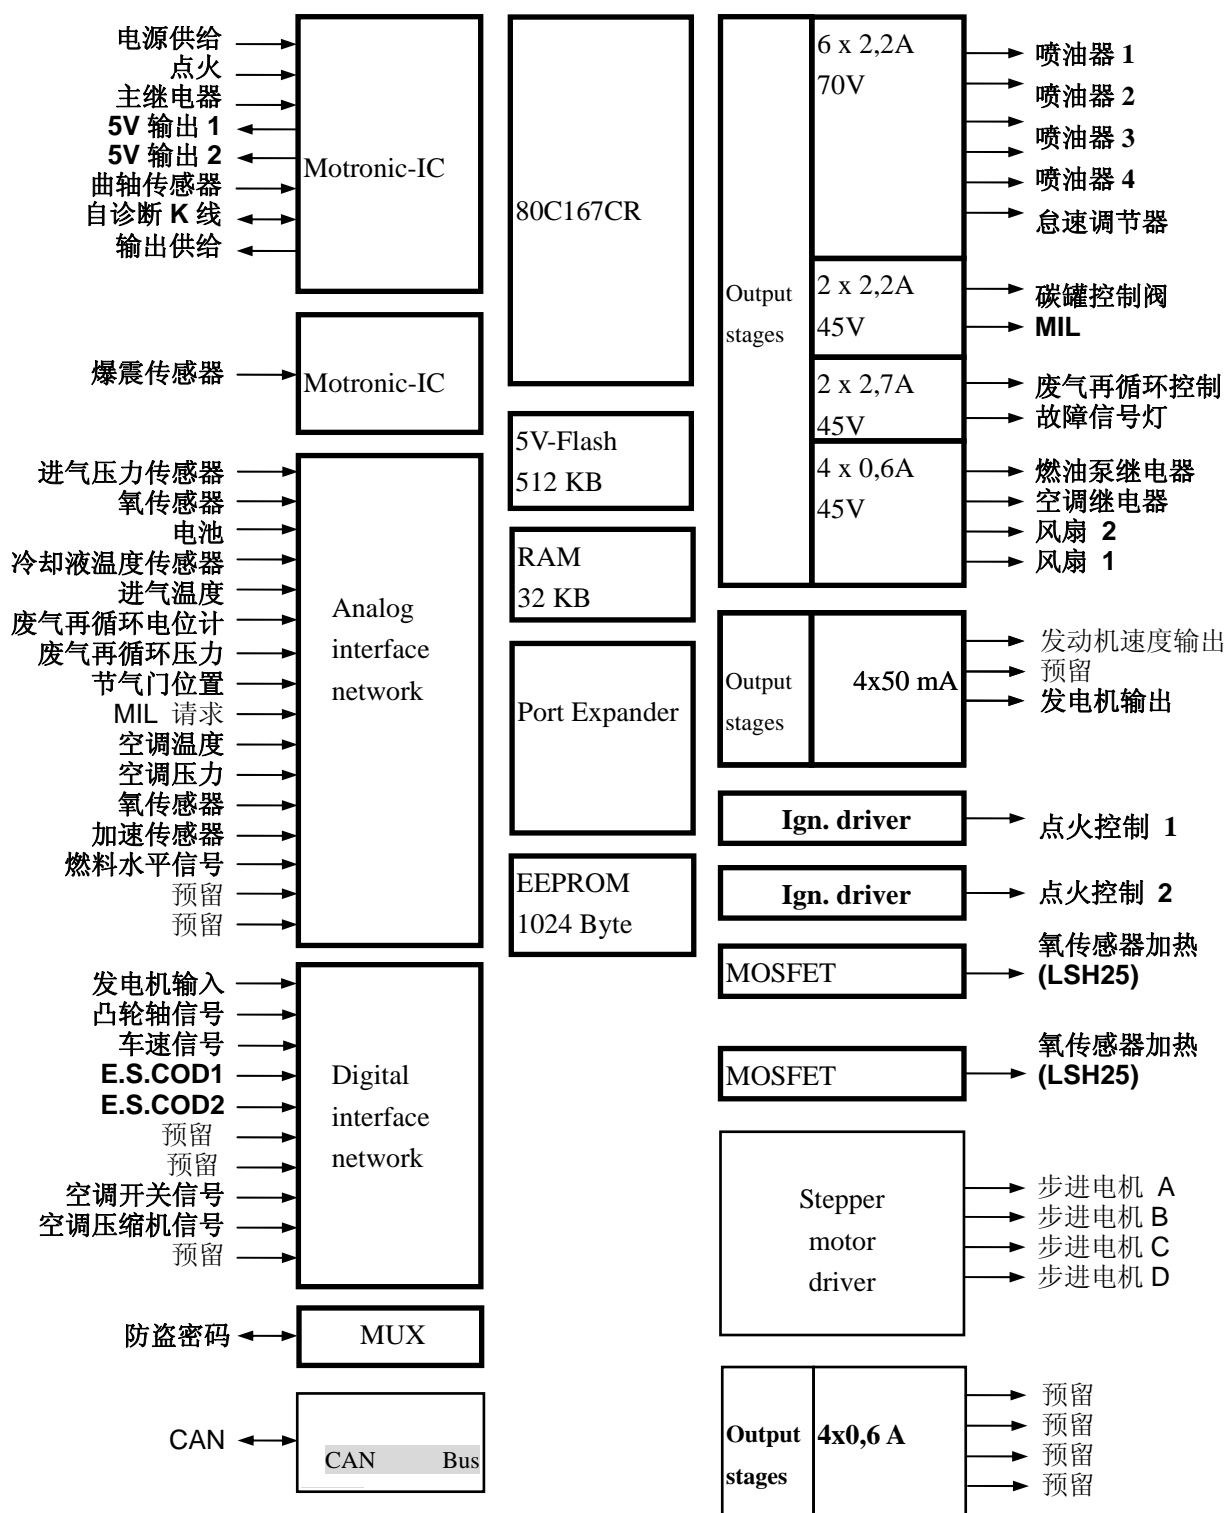 电源供给
点火
主继电器
5V 输出 1
5V 输出 2
曲轴传感器
自诊断 K 线
输出供给
Motronic-IC
爆震传感器
Motronic-IC
进气压力传感器
氧传感器
电池
冷却液温度传感器
进气温度
废气再循环电位计
废气再循环压力
节气门位置
MIL 请求
空调温度
空调压力
氧传感器
加速传感器
燃料水平信号
预留
预留
Analog
interface
network
发电机输入
凸轮轴信号
车速信号
E.S.COD1
E.S.COD2
预留
预留
空调开关信号
空调压缩机信号
预留
Digital
interface
network
防盗密码
MUX
CAN
CAN Bus
80C167CR
5V-Flash
512 KB
RAM
32 KB
Port Expander
EEPROM
1024 Byte
Output
stages
6 x 2,2A
70V
2 x 2,2A
45V
2 x 2,7A
45V
4 x 0,6A
45V
喷油器 1
喷油器 2
喷油器 3
喷油器 4
怠速调节器
碳罐控制阀
MIL
废气再循环控制
故障信号灯
燃油泵继电器
空调继电器
风扇 2
风扇 1
Output
stages
4x50 mA
发动机速度输出
预留
发电机输出
Ign. driver
点火控制 1
Ign. driver
点火控制 2
MOSFET
氧传感器加热
(LSH25)
MOSFET
氧传感器加热
(LSH25)
Stepper
motor
driver
步进电机 A
步进电机 B
步进电机 C
步进电机 D
Output
stages
4x0,6 A
预留
预留
预留
预留